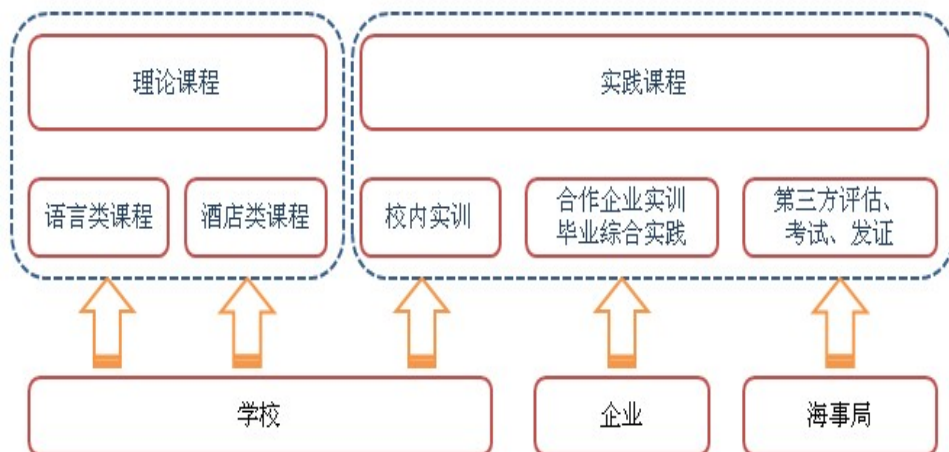 理论课程
实践课程
语言类课程
酒店类课程
校内实训
合作企业实训
毕业综合实践
第三方评估、
考试、发证
学校
企业
海事局